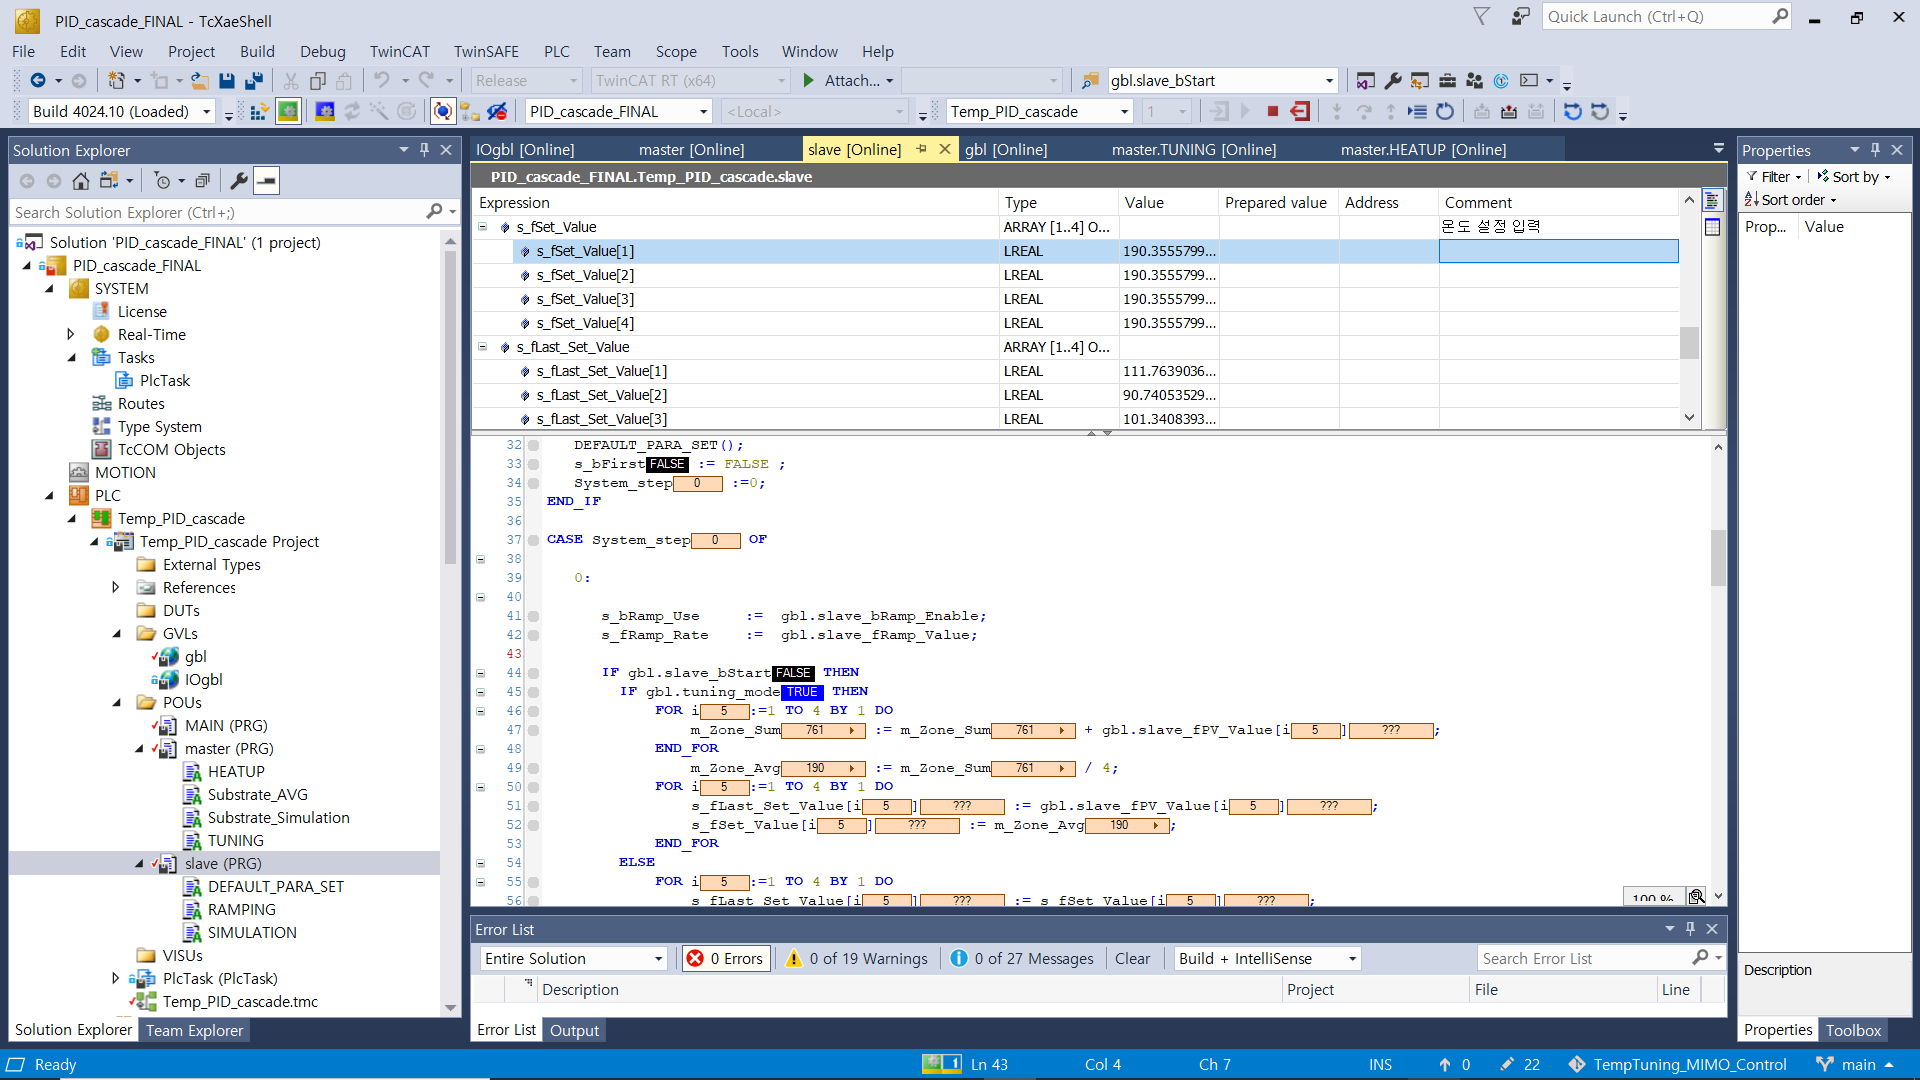 PID_cascade_FINAL - TcXaeShell
Quick Launch (Ctrl+Q)
File Edit View Project Build Debug TwinCAT TwinSAFE PLC Team Scope Tools Window Help
Release TwinCAT RT (x64) Attach... gbl.slave_bStart
Build 4024.10 (Loaded) PID_cascade_FINAL <Local> Temp_PID_cascade 1
Solution Explorer
Search Solution Explorer (Ctrl+;)
Solution 'PID_cascade_FINAL' (1 project)
PID_cascade_FINAL
SYSTEM
License
Real-Time
Tasks
PlcTask
Routes
Type System
TcCOM Objects
MOTION
PLC
Temp_PID_cascade
Temp_PID_cascade Project
External Types
References
DUTs
GVLs
gbl
IOgbl
POUs
MAIN (PRG)
master (PRG)
HEATUP
Substrate_AVG
Substrate_Simulation
TUNING
slave (PRG)
DEFAULT_PARA_SET
RAMPING
SIMULATION
VISUs
PlcTask (PlcTask)
Temp_PID_cascade.tmc
Solution Explorer Team Explorer
IOgbl [Online] master [Online] slave [Online] gbl [Online] master.TUNING [Online] master.HEATUP [Online]
PID_cascade_FINAL.Temp_PID_cascade.slave
Expression Type Value Prepared value Address Comment
s_fSet_Value ARRAY [1..4] O... 온도 설정 입력
s_fSet_Value[1] LREAL 190.3555799...
s_fSet_Value[2] LREAL 190.3555799...
s_fSet_Value[3] LREAL 190.3555799...
s_fSet_Value[4] LREAL 190.3555799...
s_fLast_Set_Value ARRAY [1..4] O...
s_fLast_Set_Value[1] LREAL 111.7639036...
s_fLast_Set_Value[2] LREAL 90.74053529...
s_fLast_Set_Value[3] LREAL 101.3408393...
32 DEFAULT_PARA_SET();
33 s_bFirst FALSE := FALSE ;
34 System_step 0 :=0;
35 END_IF
36
37 CASE System_step 0 OF
38
39 0:
40
41 s_bRamp_Use := gbl.slave_bRamp_Enable;
42 s_fRamp_Rate := gbl.slave_fRamp_Value;
43
44 IF gbl.slave_bStart FALSE THEN
45 IF gbl.tuning_mode TRUE THEN
46 FOR i 5 :=1 TO 4 BY 1 DO
47 m_Zone_Sum 761 := m_Zone_Sum 761 + gbl.slave_fPV_Value[i 5 ] ??? ;
48 END_FOR
49 m_Zone_Avg 190 := m_Zone_Sum 761 / 4;
50 FOR i 5 :=1 TO 4 BY 1 DO
51 s_fLast_Set_Value[i 5 ] ??? := gbl.slave_fPV_Value[i 5 ] ??? ;
52 s_fSet_Value[i 5 ] ??? := m_Zone_Avg 190 ;
53 END_FOR
54 ELSE
55 FOR i 5 :=1 TO 4 BY 1 DO
56 s_fLast_Set_Value[i 5 ] ??? := s_fSet_Value[i 5 ] ??? ;
100 %
Error List
Entire Solution 0 Errors 0 of 19 Warnings 0 of 27 Messages Clear Build + IntelliSense Search Error List
Description Project File Line
Error List Output
Properties
Filter Sort by
Sort order
Prop... Value
Description
Properties Toolbox
Ready 1 Ln 43 Col 4 Ch 7 INS 0 22 TempTuning_MIMO_Control main